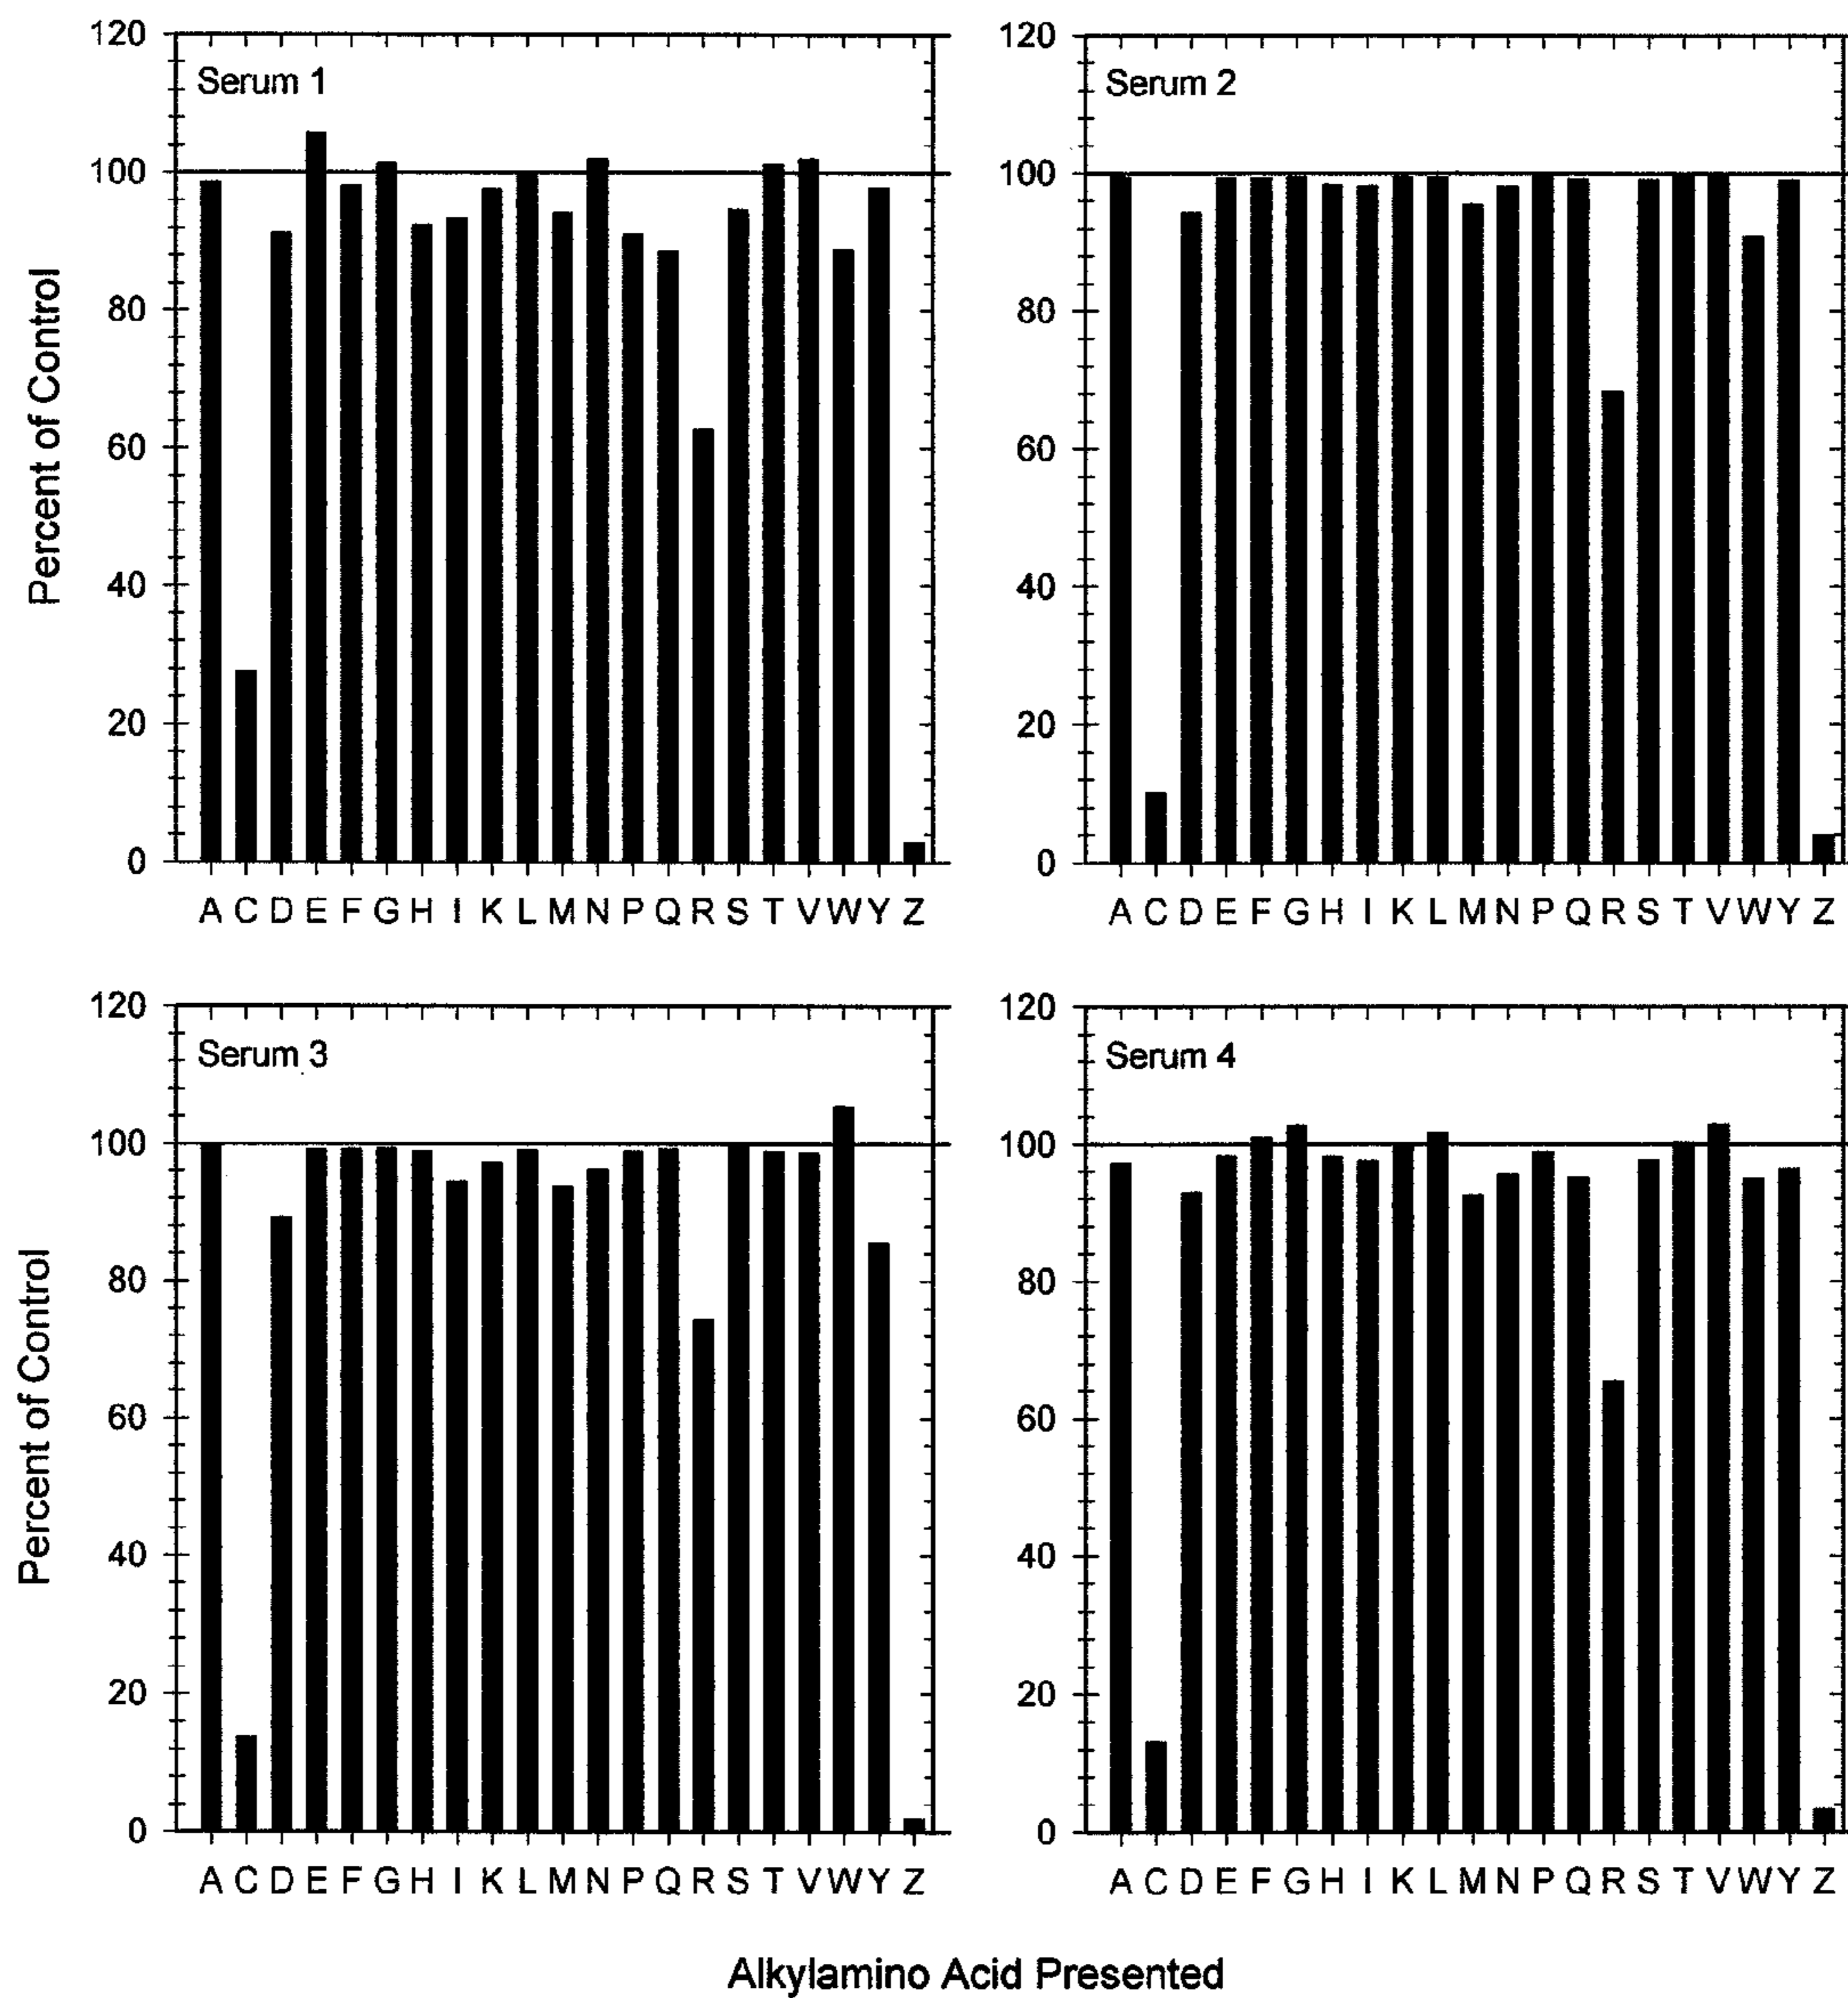 120
100
80
60
40
20
0
Percent of Control
Serum 1
A C D E F G H I K L M N P Q R S T V W Y Z
120
100
80
60
40
20
0
Serum 2
A C D E F G H I K L M N P Q R S T V W Y Z
120
100
80
60
40
20
0
Percent of Control
Serum 3
A C D E F G H I K L M N P Q R S T V W Y Z
120
100
80
60
40
20
0
Serum 4
A C D E F G H I K L M N P Q R S T V W Y Z
Alkylamino Acid Presented